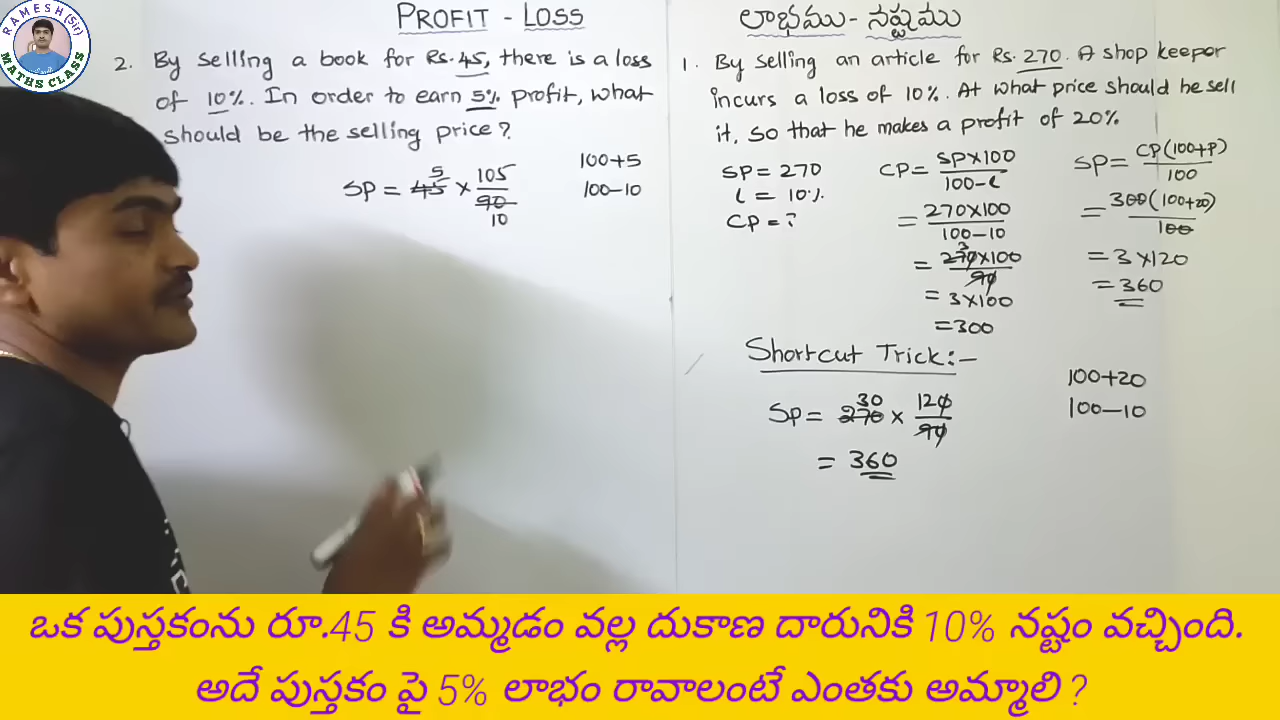 RAMESH (Sir)
MATHS CLASS
PROFIT - LOSS
2. By selling a book for Rs.45, there is a loss
of 10%. In order to earn 5% profit, what
should be the selling price?
SP = 45 × 105/90
5
10
100+5
100-10
లాభము - నష్టము
1. By selling an article for Rs.270. A shop keeper
incurs a loss of 10%. At what price should he sell
it, so that he makes a profit of 20%
SP = 270
l = 10%
CP = ?
CP = SP×100/100-l
= 270×100/100-10
= 270×100/90
3
= 3×100
= 300
SP = CP(100+P)/100
= 300(100+20)/100
= 3×120
= 360
Shortcut Trick:-
SP = 270 × 120/90
30
= 360
100+20
100-10
ఒక పుస్తకంను రూ.45 కి అమ్మడం వల్ల దుకాణ దారునికి 10% నష్టం వచ్చింది.
అదే పుస్తకం పై 5% లాభం రావాలంటే ఎంతకు అమ్మాలి ?